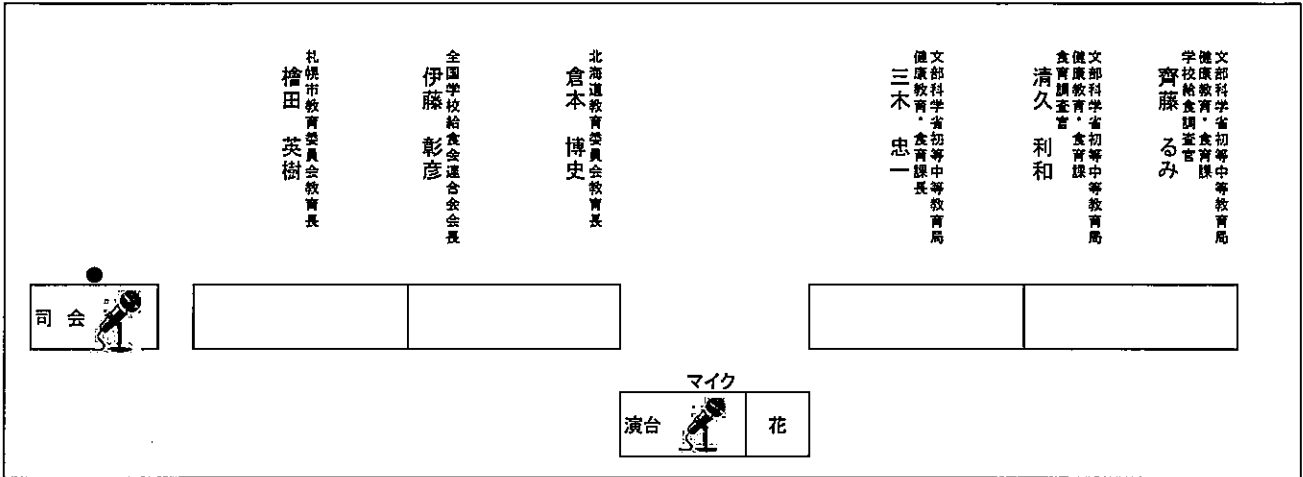 文部科学省初等中等教育局
健康教育・食育課
学校給食調査官
齊藤 るみ
文部科学省初等中等教育局
健康教育・食育課
食育調査官
清久 利和
文部科学省初等中等教育局
健康教育・食育課長
三木 忠一
北海道教育委員会教育長
倉本 博史
全国学校給食会連合会会長
伊藤 彰彦
札幌市教育委員会教育長
檜田 英樹
司 会
マイク
演台
花